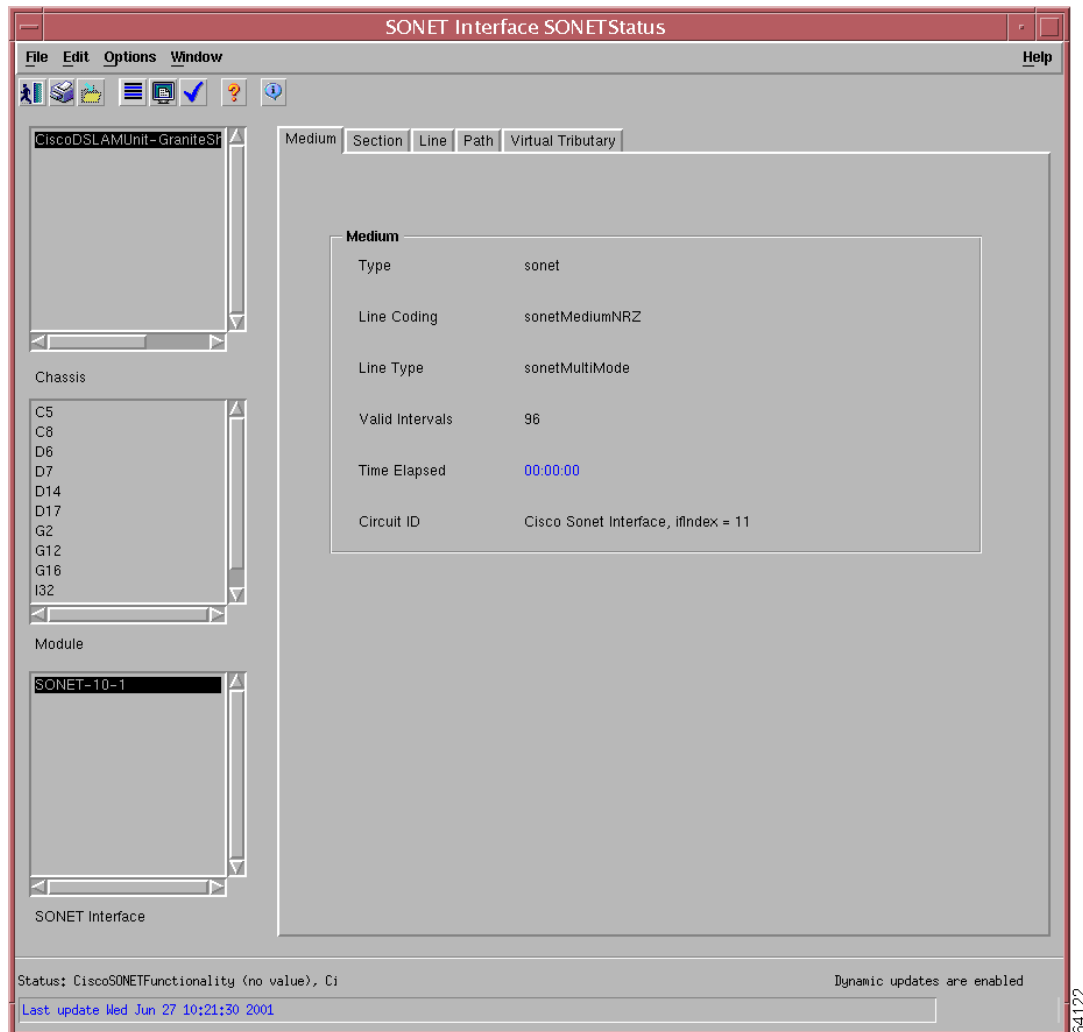 SONET Interface SONETStatus
File Edit Options Window Help
CiscoDSLAMUnit-GraniteSh
Chassis
C5
C8
D6
D7
D14
D17
G2
G12
G16
I32
Module
SONET-10-1
SONET Interface
Medium Section Line Path Virtual Tributary
Medium
Type sonet
Line Coding sonetMediumNRZ
Line Type sonetMultiMode
Valid Intervals 96
Time Elapsed 00:00:00
Circuit ID Cisco Sonet Interface, ifIndex = 11
Status: CiscoSONETFunctionality (no value), Ci Dynamic updates are enabled
Last update Wed Jun 27 10:21:30 2001